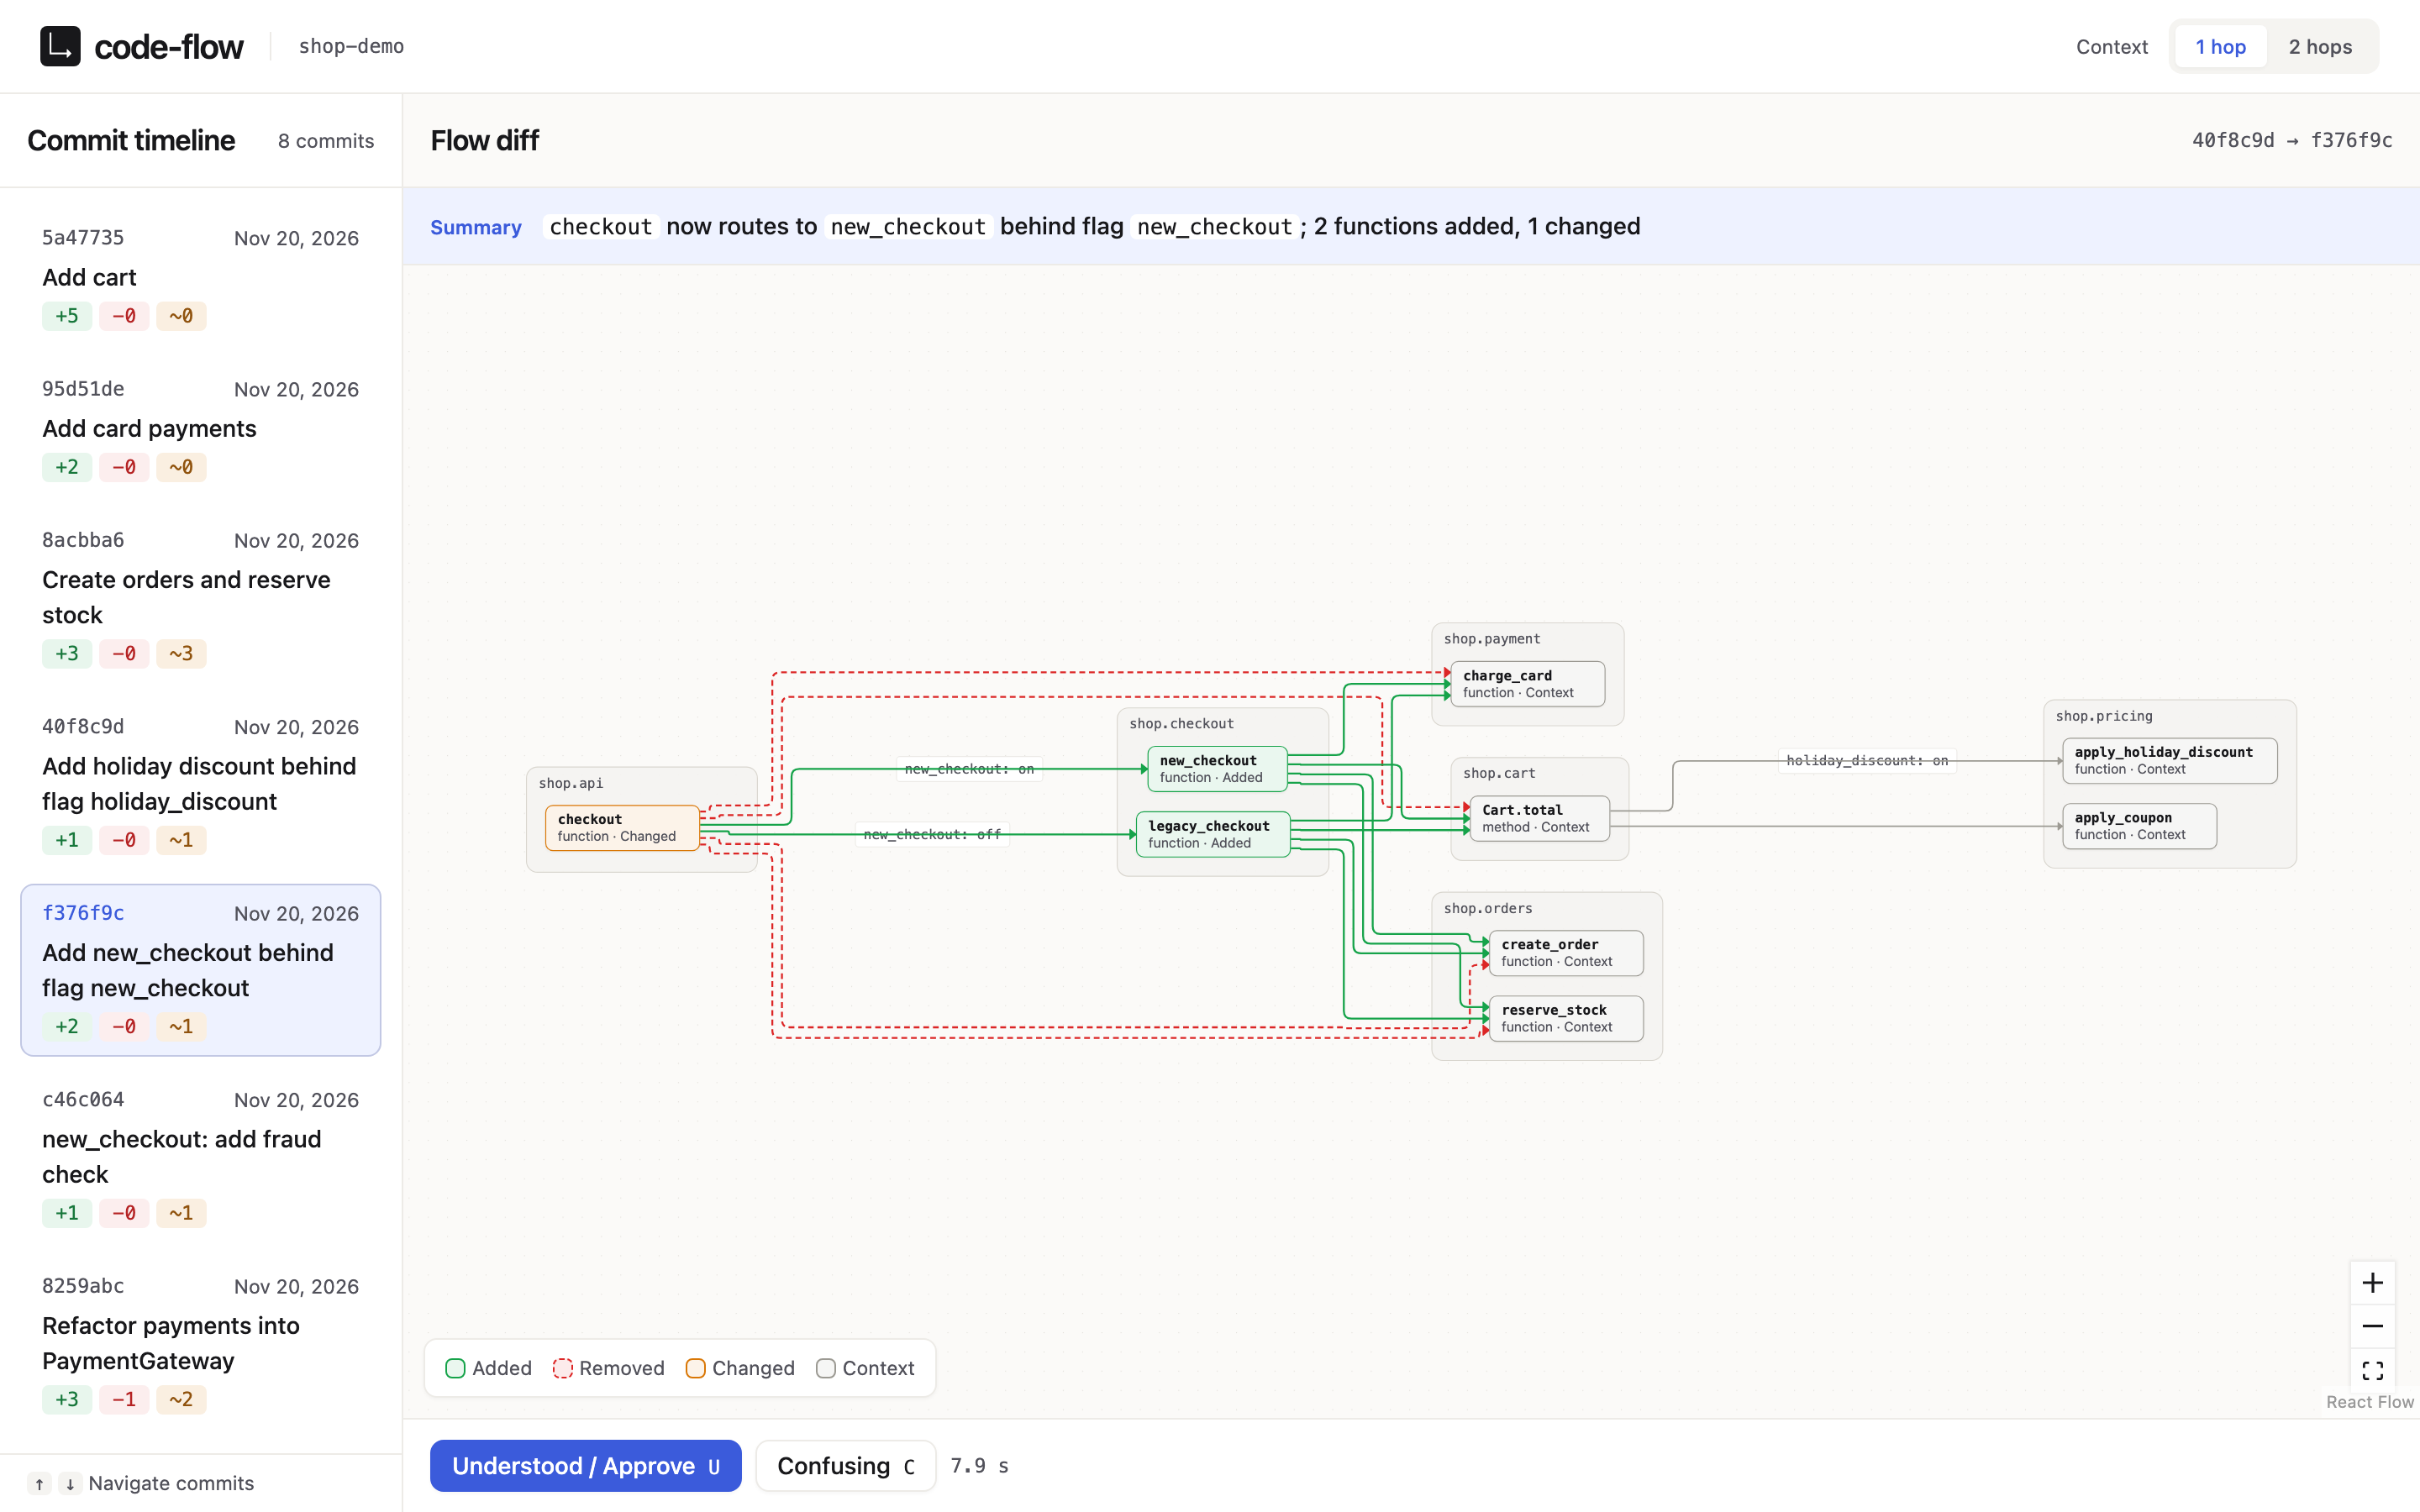 code-flow
shop-demo
Context
1 hop
2 hops
Commit timeline
8 commits
5a47735
Nov 20, 2026
Add cart
+5
−0
~0
95d51de
Nov 20, 2026
Add card payments
+2
−0
~0
8acbba6
Nov 20, 2026
Create orders and reserve
stock
+3
−0
~3
40f8c9d
Nov 20, 2026
Add holiday discount behind
flag holiday_discount
+1
−0
~1
f376f9c
Nov 20, 2026
Add new_checkout behind
flag new_checkout
+2
−0
~1
c46c064
Nov 20, 2026
new_checkout: add fraud
check
+1
−0
~1
8259abc
Nov 20, 2026
Refactor payments into
PaymentGateway
+3
−1
~2
↑ ↓ Navigate commits
Flow diff
40f8c9d → f376f9c
Summary checkout now routes to new_checkout behind flag new_checkout; 2 functions added, 1 changed
shop.api
checkout
function · Changed
new_checkout: on
new_checkout: off
shop.checkout
new_checkout
function · Added
legacy_checkout
function · Added
shop.payment
charge_card
function · Context
shop.cart
Cart.total
method · Context
shop.orders
create_order
function · Context
reserve_stock
function · Context
holiday_discount: on
shop.pricing
apply_holiday_discount
function · Context
apply_coupon
function · Context
Added
Removed
Changed
Context
React Flow
Understood / Approve U
Confusing C
7.9 s